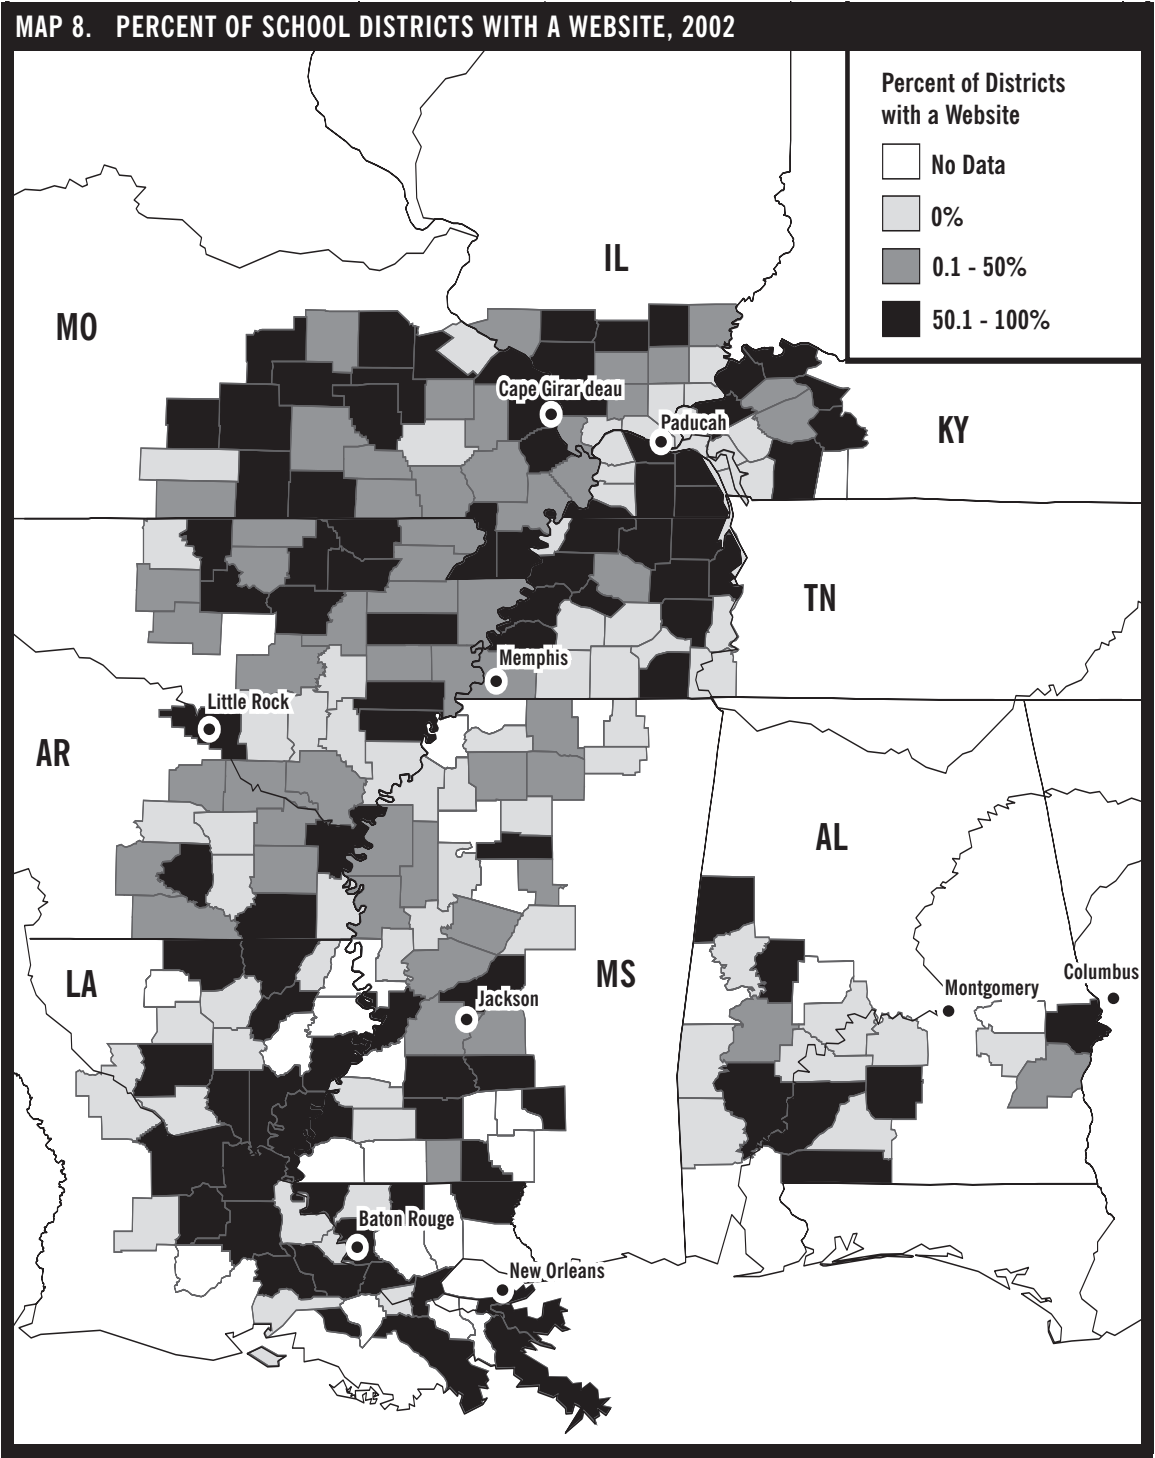 MAP 8. PERCENT OF SCHOOL DISTRICTS WITH A WEBSITE, 2002
Percent of Districts
with a Website
No Data
0%
0.1 - 50%
50.1 - 100%
IL
MO
Cape Girar deau
Paducah
KY
TN
Memphis
Little Rock
AR
AL
LA
MS
Columbus
Montgomery
Jackson
Baton Rouge
New Orleans